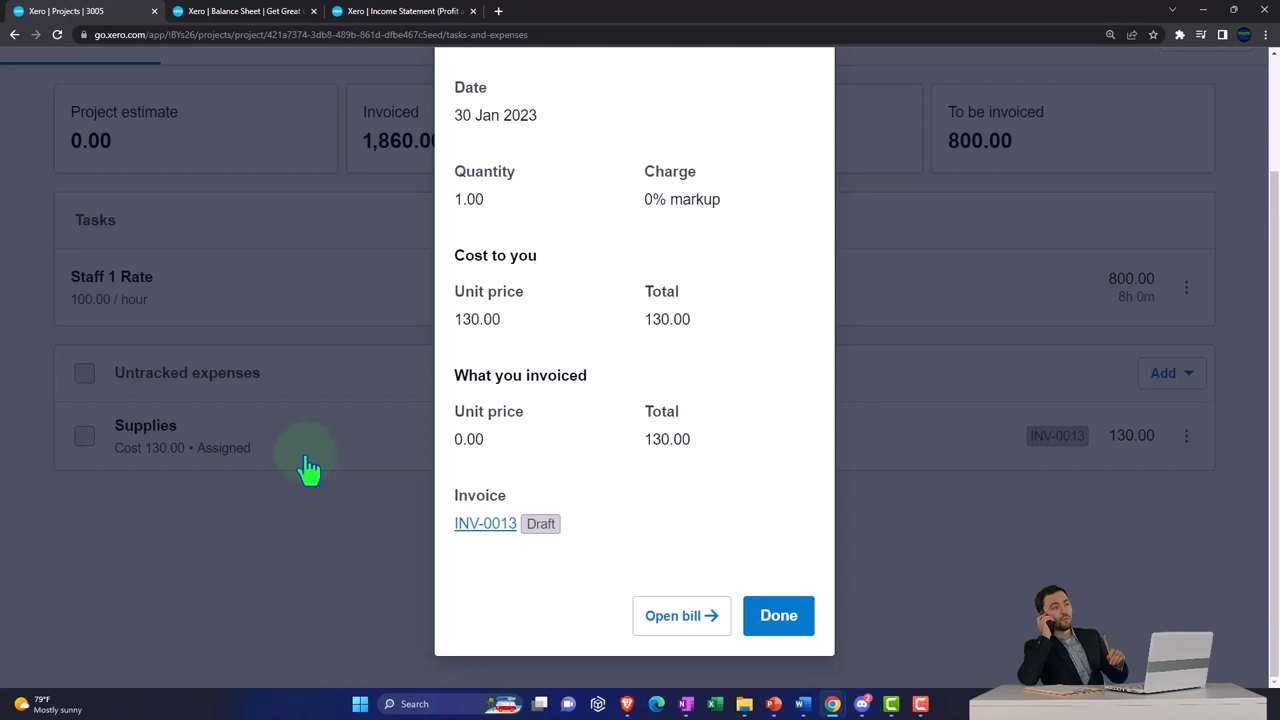 Xero | Projects | 3005
Xero | Balance Sheet | Get Great
Xero | Income Statement (Profit a
go.xero.com/app/!8Ys26/projects/project/421a7374-3db8-489b-861d-dfbe467c5eed/tasks-and-expenses
Project estimate
0.00
Invoiced
1,860.0
To be invoiced
800.00
Tasks
Staff 1 Rate
100.00 / hour
800.00
8h 0m
Untracked expenses
Add
Supplies
Cost 130.00 • Assigned
INV-0013
130.00
Date
30 Jan 2023
Quantity
Charge
1.00
0% markup
Cost to you
Unit price
Total
130.00
130.00
What you invoiced
Unit price
Total
0.00
130.00
Invoice
INV-0013 Draft
Open bill
Done
79°F
Mostly sunny
Search